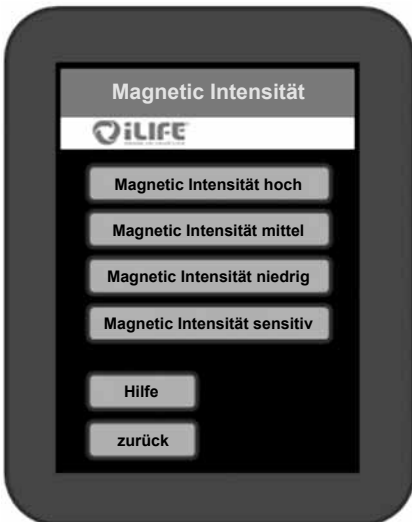 Magnetic Intensität
iLIFE
Magnetic Intensität hoch
Magnetic Intensität mittel
Magnetic Intensität niedrig
Magnetic Intensität sensitiv
Hilfe
zurück